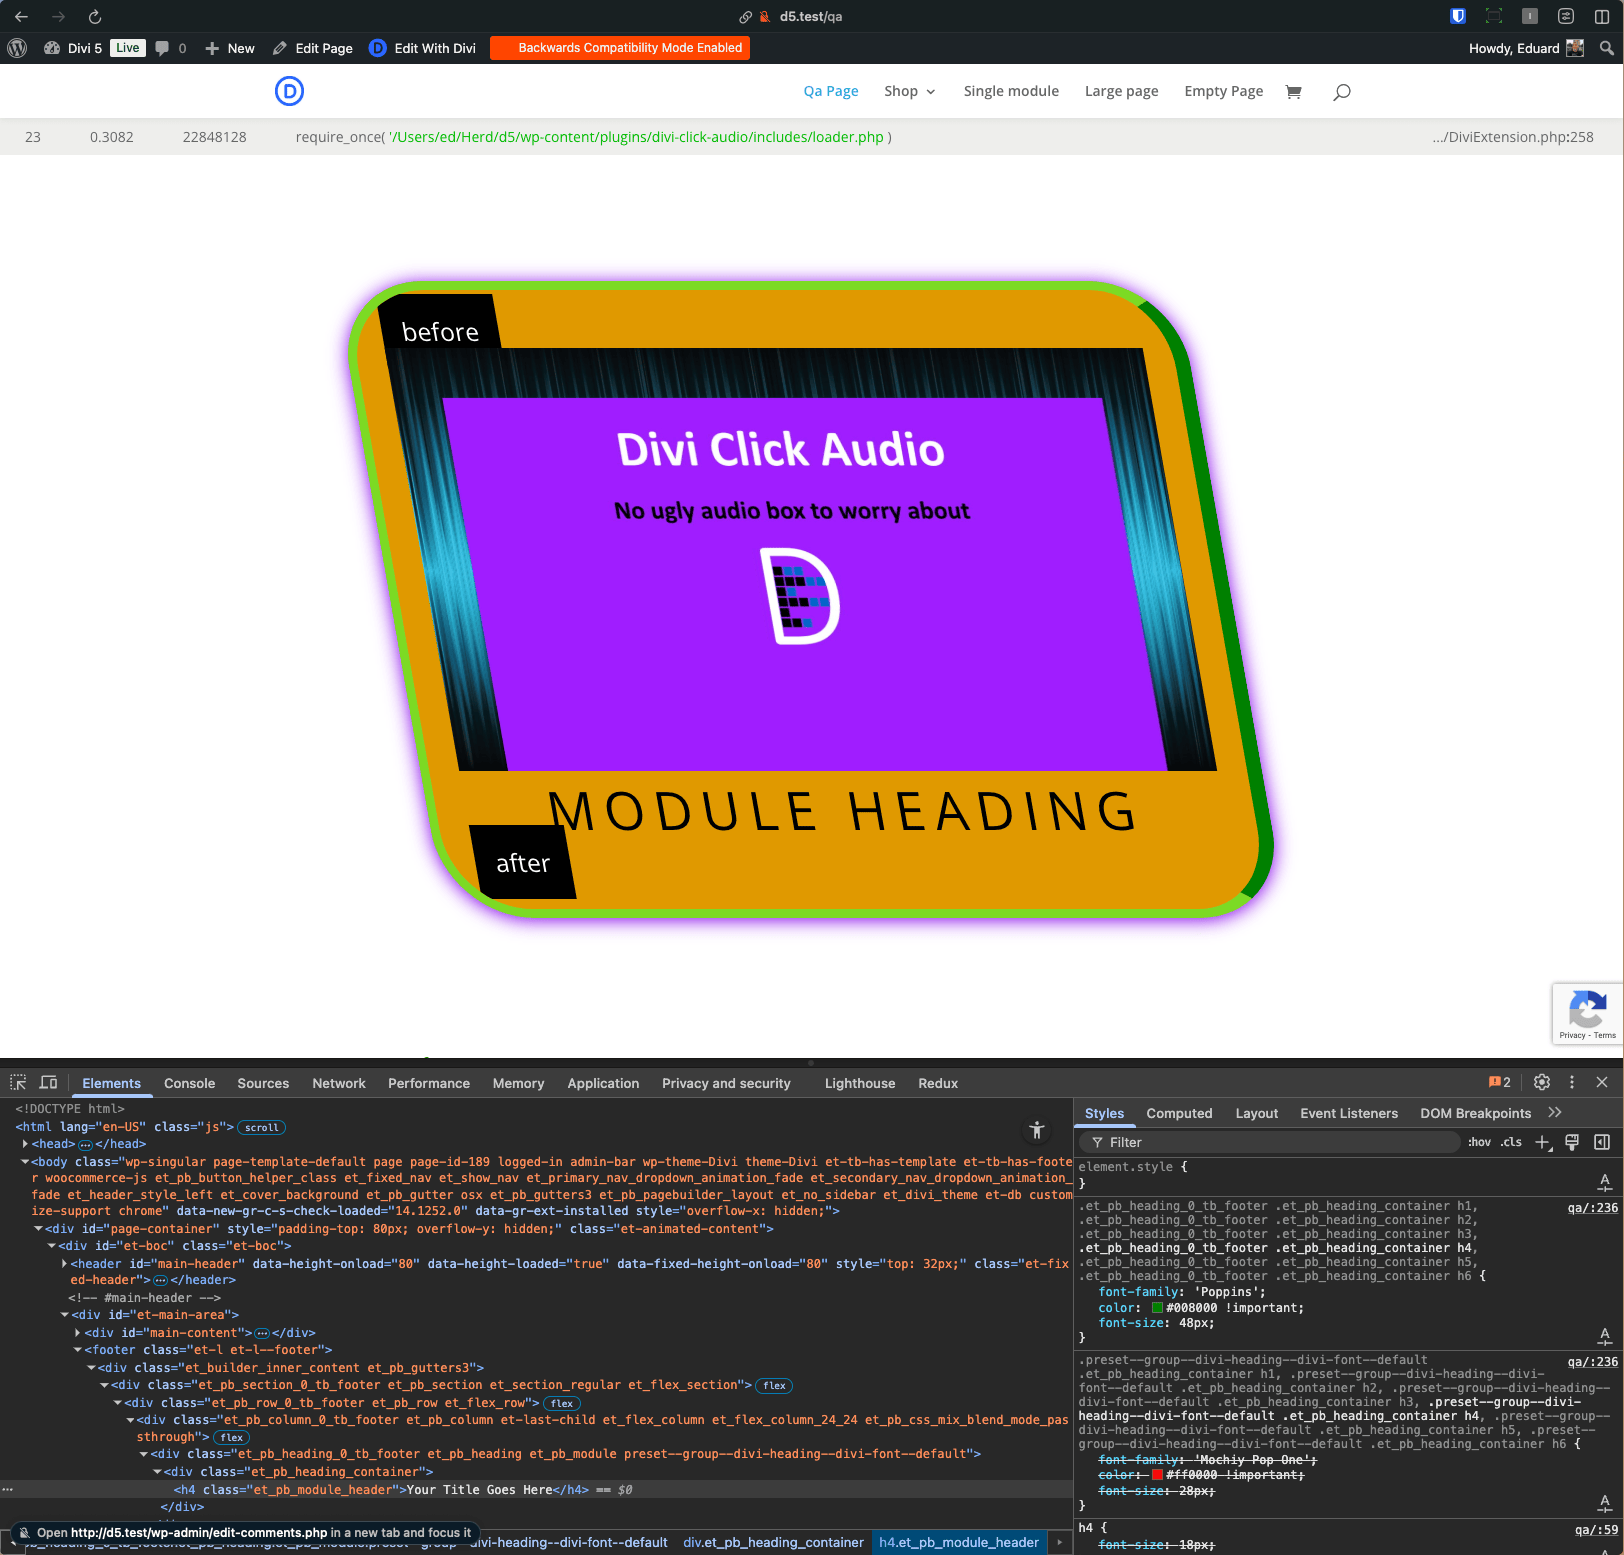 d5.test/qa
Divi 5 Live 0 New Edit Page Edit With Divi Backwards Compatibility Mode Enabled Howdy, Eduard
Qa Page Shop Single module Large page Empty Page
23 0.3082 22848128 require_once( '/Users/ed/Herd/d5/wp-content/plugins/divi-click-audio/includes/loader.php ) .../DiviExtension.php:258
before
Divi Click Audio
No ugly audio box to worry about
MODULE HEADING
after
Privacy - Terms
Elements Console Sources Network Performance Memory Application Privacy and security Lighthouse Redux 2
<!DOCTYPE html>
<html lang="en-US" class="js"> scroll
<head> ⋯ </head>
<body class="wp-singular page-template-default page page-id-189 logged-in admin-bar wp-theme-Divi theme-Divi et-tb-has-template et-tb-has-foote
r woocommerce-js et_pb_button_helper_class et_fixed_nav et_show_nav et_primary_nav_dropdown_animation_fade et_secondary_nav_dropdown_animation_
fade et_header_style_left et_cover_background et_pb_gutter osx et_pb_gutters3 et_pb_pagebuilder_layout et_no_sidebar et_divi_theme et-db custom
ize-support chrome" data-new-gr-c-s-check-loaded="14.1252.0" data-gr-ext-installed style="overflow-x: hidden;">
<div id="page-container" style="padding-top: 80px; overflow-y: hidden;" class="et-animated-content">
<div id="et-boc" class="et-boc">
<header id="main-header" data-height-onload="80" data-height-loaded="true" data-fixed-height-onload="80" style="top: 32px;" class="et-fix
ed-header"> ⋯ </header>
<!-- #main-header -->
<div id="et-main-area">
<div id="main-content"> ⋯ </div>
<footer class="et-l et-l--footer">
<div class="et_builder_inner_content et_pb_gutters3">
<div class="et_pb_section_0_tb_footer et_pb_section et_section_regular et_flex_section"> flex
<div class="et_pb_row_0_tb_footer et_pb_row et_flex_row"> flex
<div class="et_pb_column_0_tb_footer et_pb_column et-last-child et_flex_column et_flex_column_24_24 et_pb_css_mix_blend_mode_pas
sthrough"> flex
<div class="et_pb_heading_0_tb_footer et_pb_heading et_pb_module preset--group--divi-heading--divi-font--default">
<div class="et_pb_heading_container">
<h4 class="et_pb_module_header">Your Title Goes Here</h4> == $0
</div>
Open http://d5.test/wp-admin/edit-comments.php in a new tab and focus it
ivi-heading--divi-font--default div.et_pb_heading_container h4.et_pb_module_header
Styles Computed Layout Event Listeners DOM Breakpoints
Filter :hov .cls
element.style {
}
.et_pb_heading_0_tb_footer .et_pb_heading_container h1, qa/:236
.et_pb_heading_0_tb_footer .et_pb_heading_container h2,
.et_pb_heading_0_tb_footer .et_pb_heading_container h3,
.et_pb_heading_0_tb_footer .et_pb_heading_container h4,
.et_pb_heading_0_tb_footer .et_pb_heading_container h5,
.et_pb_heading_0_tb_footer .et_pb_heading_container h6 {
font-family: 'Poppins';
color: #008000 !important;
font-size: 48px;
}
.preset--group--divi-heading--divi-font--default qa/:236
.et_pb_heading_container h1, .preset--group--divi-heading--divi-
font--default .et_pb_heading_container h2, .preset--group--divi-heading--
divi-font--default .et_pb_heading_container h3, .preset--group--divi-
heading--divi-font--default .et_pb_heading_container h4, .preset--group--
divi-heading--divi-font--default .et_pb_heading_container h5, .preset--
group--divi-heading--divi-font--default .et_pb_heading_container h6 {
font-family: 'Mochiy Pop One';
color: #ff0000 !important;
font-size: 28px;
}
h4 { qa/:59
font-size: 18px;